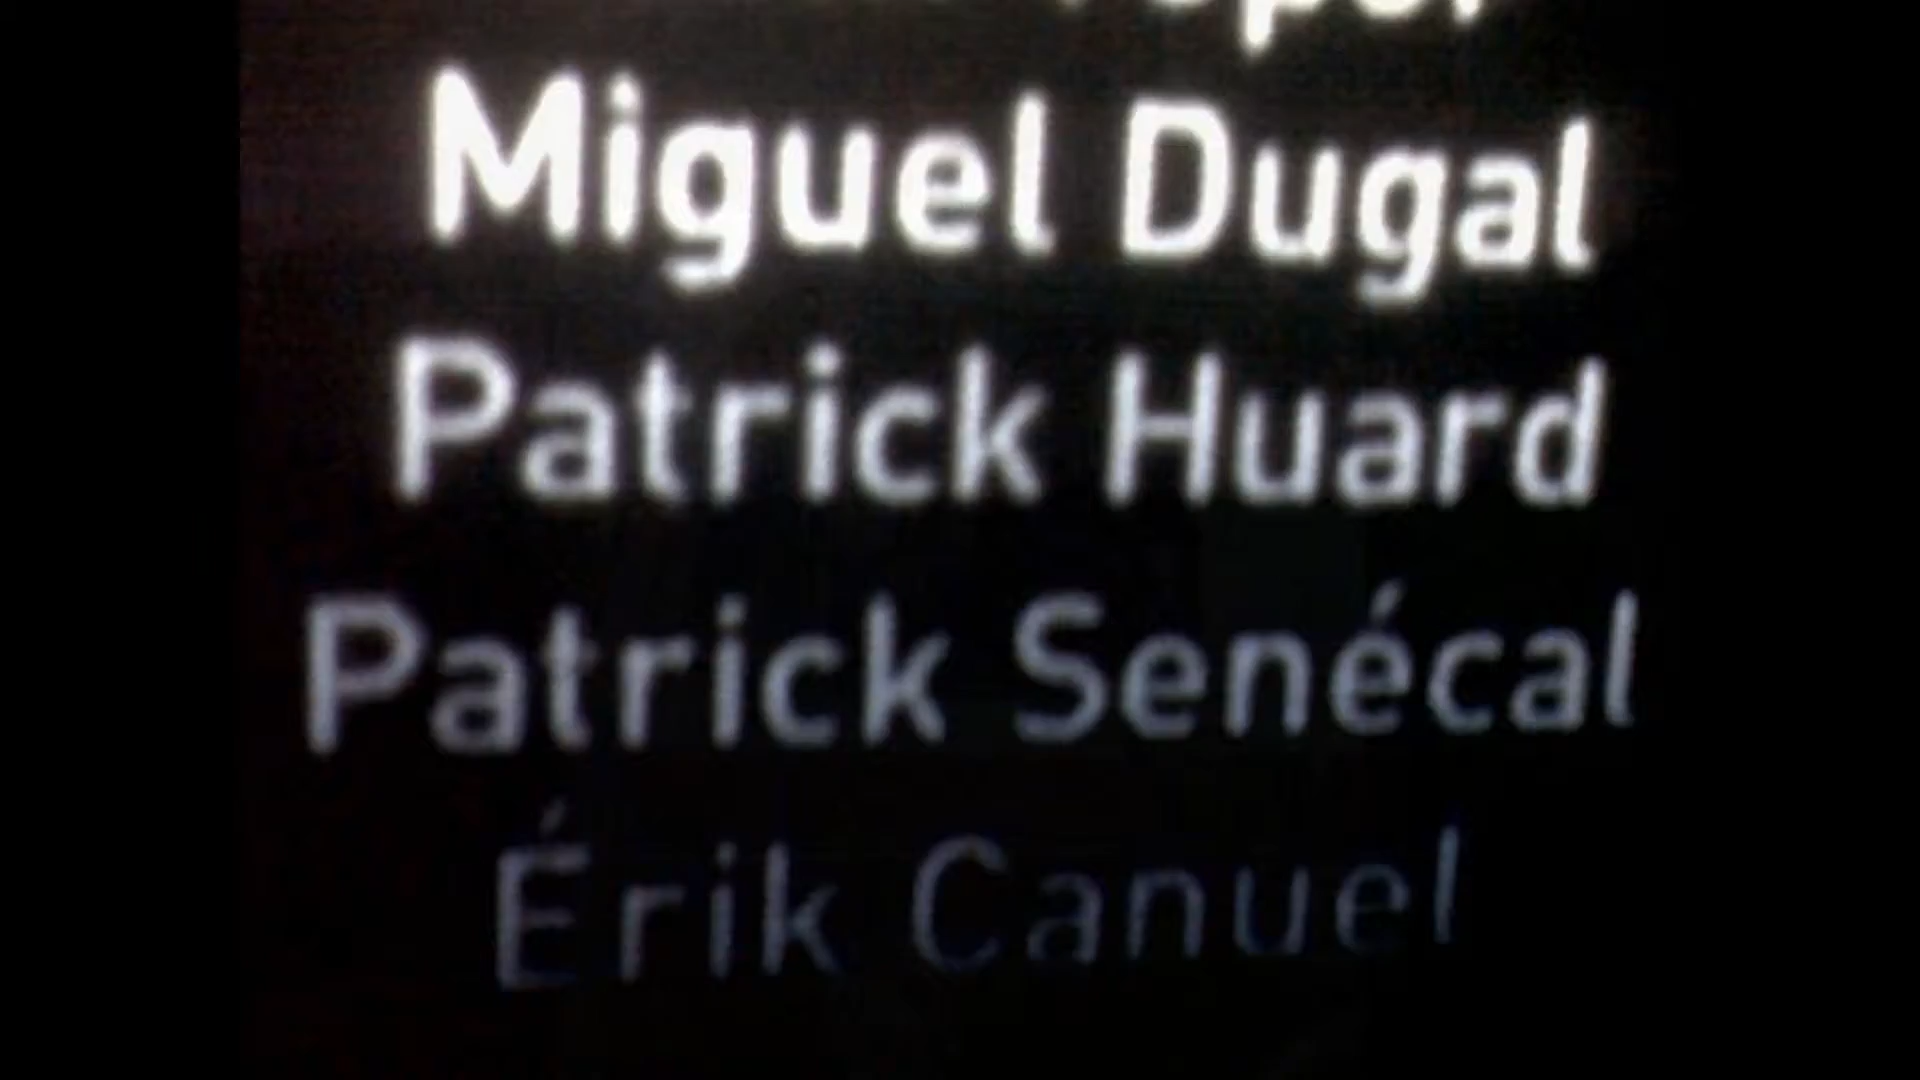 Miguel Dugal
Patrick Huard
Patrick Senécal
Érik Canuel